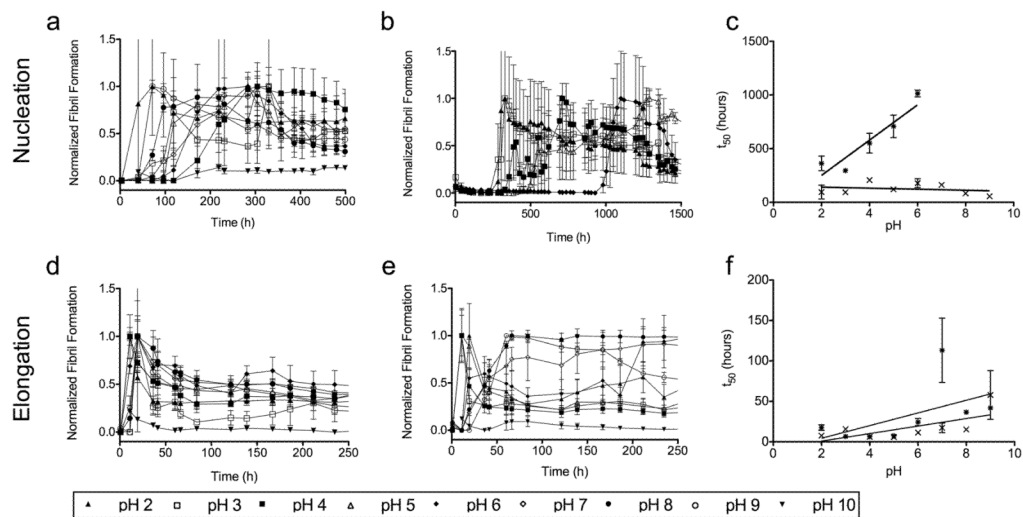 Nucleation
a
Normalized Fibril Formation
1.5
1.0
0.5
0.0
0 100 200 300 400 500
Time (h)
b
Normalized Fibril Formation
1.5
1.0
0.5
0.0
0 500 1000 1500
Time (h)
c
t50 (hours)
1500
1000
500
0
0 2 4 6 8 10
pH
Elongation
d
Normalized Fibril Formation
1.5
1.0
0.5
0.0
0 50 100 150 200 250
Time (h)
e
Normalized Fibril Formation
1.5
1.0
0.5
0.0
0 50 100 150 200 250
Time (h)
f
t50 (hours)
200
150
100
50
0
0 2 4 6 8 10
pH
pH 2 pH 3 pH 4 pH 5 pH 6 pH 7 pH 8 pH 9 pH 10